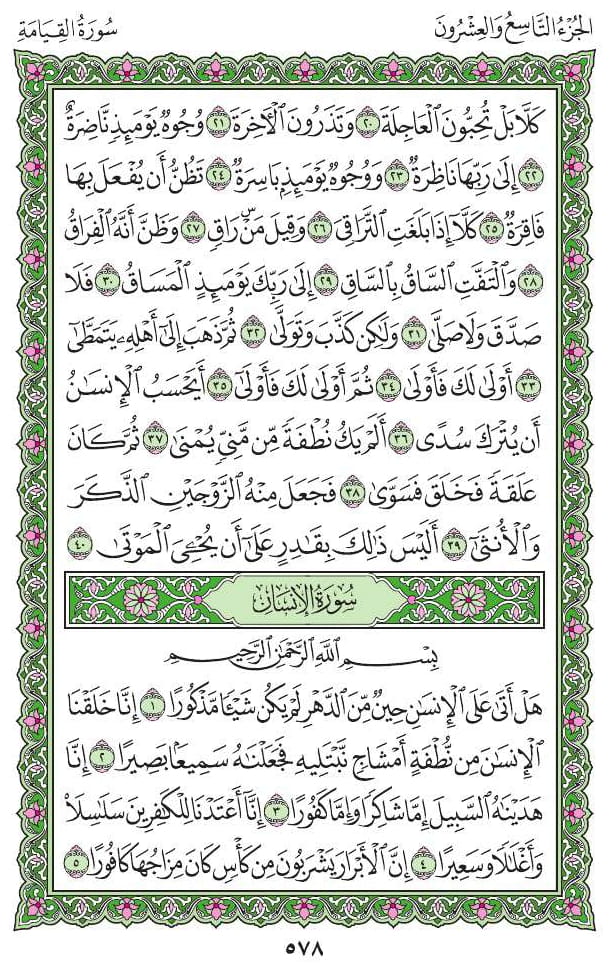 الجُزْءُ التَّاسِعُ وَالعِشْرُونَ
سُورَةُ القِيَامَةِ
كَلَّا بَلْ تُحِبُّونَ ٱلْعَاجِلَةَ ٢٠ وَتَذَرُونَ ٱلْأٓخِرَةَ ٢١ وُجُوهٌ يَوْمَئِذٍ نَّاضِرَةٌ
٢٢ إِلَىٰ رَبِّهَا نَاظِرَةٌ ٢٣ وَوُجُوهٌ يَوْمَئِذٍۭ بَاسِرَةٌ ٢٤ تَظُنُّ أَن يُفْعَلَ بِهَا
فَاقِرَةٌ ٢٥ كَلَّآ إِذَا بَلَغَتِ ٱلتَّرَاقِىَ ٢٦ وَقِيلَ مَنْۜ رَاقٍ ٢٧ وَظَنَّ أَنَّهُ ٱلْفِرَاقُ
٢٨ وَٱلْتَفَّتِ ٱلسَّاقُ بِٱلسَّاقِ ٢٩ إِلَىٰ رَبِّكَ يَوْمَئِذٍ ٱلْمَسَاقُ ٣٠ فَلَا
صَدَّقَ وَلَا صَلَّىٰ ٣١ وَلَٰكِن كَذَّبَ وَتَوَلَّىٰ ٣٢ ثُمَّ ذَهَبَ إِلَىٰٓ أَهْلِهِۦ يَتَمَطَّىٰٓ
٣٣ أَوْلَىٰ لَكَ فَأَوْلَىٰ ٣٤ ثُمَّ أَوْلَىٰ لَكَ فَأَوْلَىٰٓ ٣٥ أَيَحْسَبُ ٱلْإِنسَٰنُ
أَن يُتْرَكَ سُدًى ٣٦ أَلَمْ يَكُ نُطْفَةً مِّن مَّنِىٍّ يُمْنَىٰ ٣٧ ثُمَّ كَانَ
عَلَقَةً فَخَلَقَ فَسَوَّىٰ ٣٨ فَجَعَلَ مِنْهُ ٱلزَّوْجَيْنِ ٱلذَّكَرَ
وَٱلْأُنثَىٰٓ ٣٩ أَلَيْسَ ذَٰلِكَ بِقَٰدِرٍ عَلَىٰٓ أَن يُحْـِۧىَ ٱلْمَوْتَىٰ ٤٠
سُورَةُ الإِنسَانِ
بِسْمِ ٱللَّهِ ٱلرَّحْمَٰنِ ٱلرَّحِيمِ
هَلْ أَتَىٰ عَلَى ٱلْإِنسَٰنِ حِينٌ مِّنَ ٱلدَّهْرِ لَمْ يَكُن شَيْـًٔا مَّذْكُورًا ١ إِنَّا خَلَقْنَا
ٱلْإِنسَٰنَ مِن نُّطْفَةٍ أَمْشَاجٍ نَّبْتَلِيهِ فَجَعَلْنَٰهُ سَمِيعًۢا بَصِيرًا ٢ إِنَّا
هَدَيْنَٰهُ ٱلسَّبِيلَ إِمَّا شَاكِرًا وَإِمَّا كَفُورًا ٣ إِنَّآ أَعْتَدْنَا لِلْكَٰفِرِينَ سَلَٰسِلَا۟
وَأَغْلَٰلًا وَسَعِيرًا ٤ إِنَّ ٱلْأَبْرَارَ يَشْرَبُونَ مِن كَأْسٍ كَانَ مِزَاجُهَا كَافُورًا ٥
٥٧٨